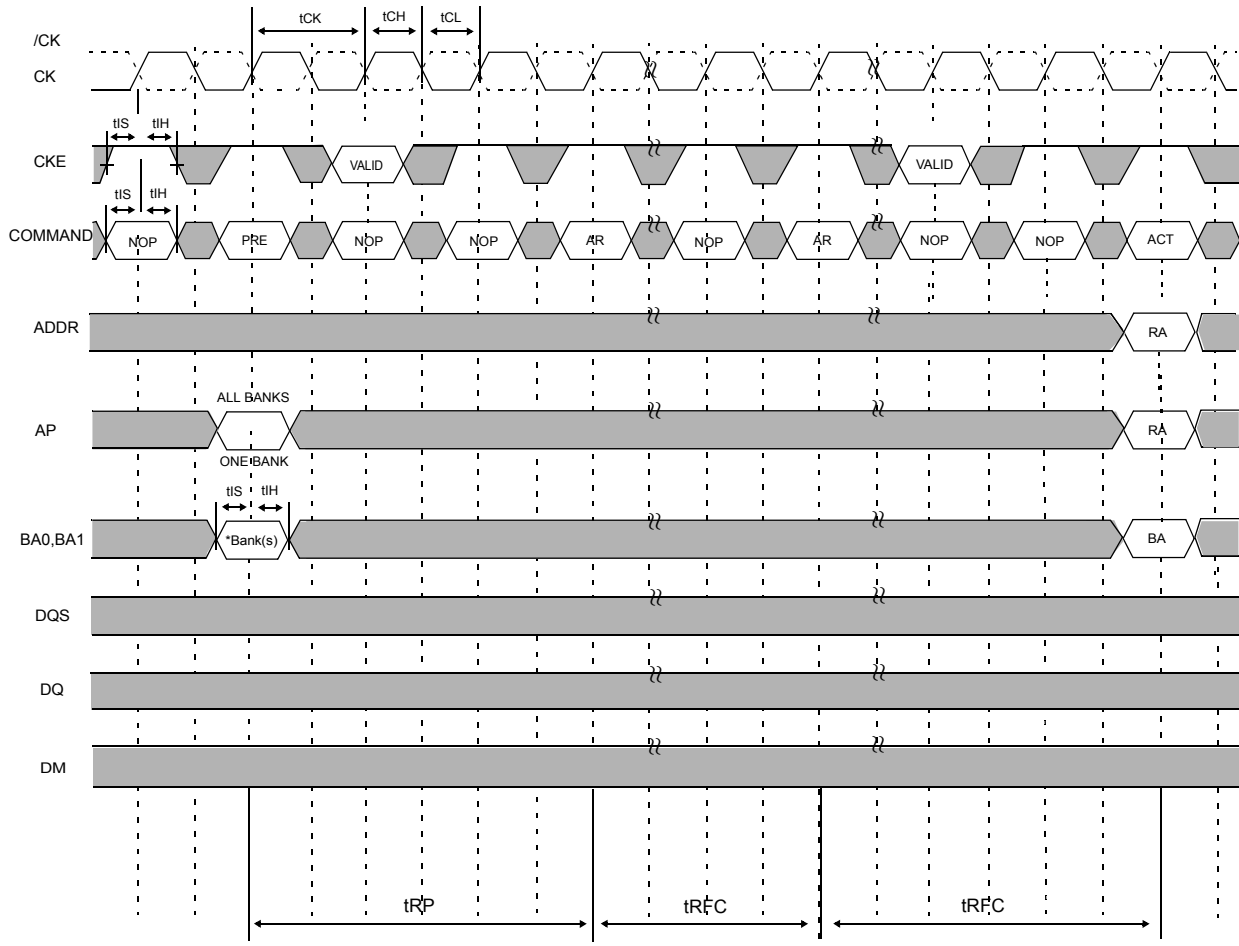 tCK tCH tCL
/CK
CK
tIS tIH
CKE VALID VALID
tIS tIH
COMMAND NOP PRE NOP NOP AR NOP AR NOP NOP ACT
ADDR RA
ALL BANKS
AP RA
ONE BANK
tIS tIH
BA0,BA1 *Bank(s) BA
DQS
DQ
DM
tRP tRFC tRFC